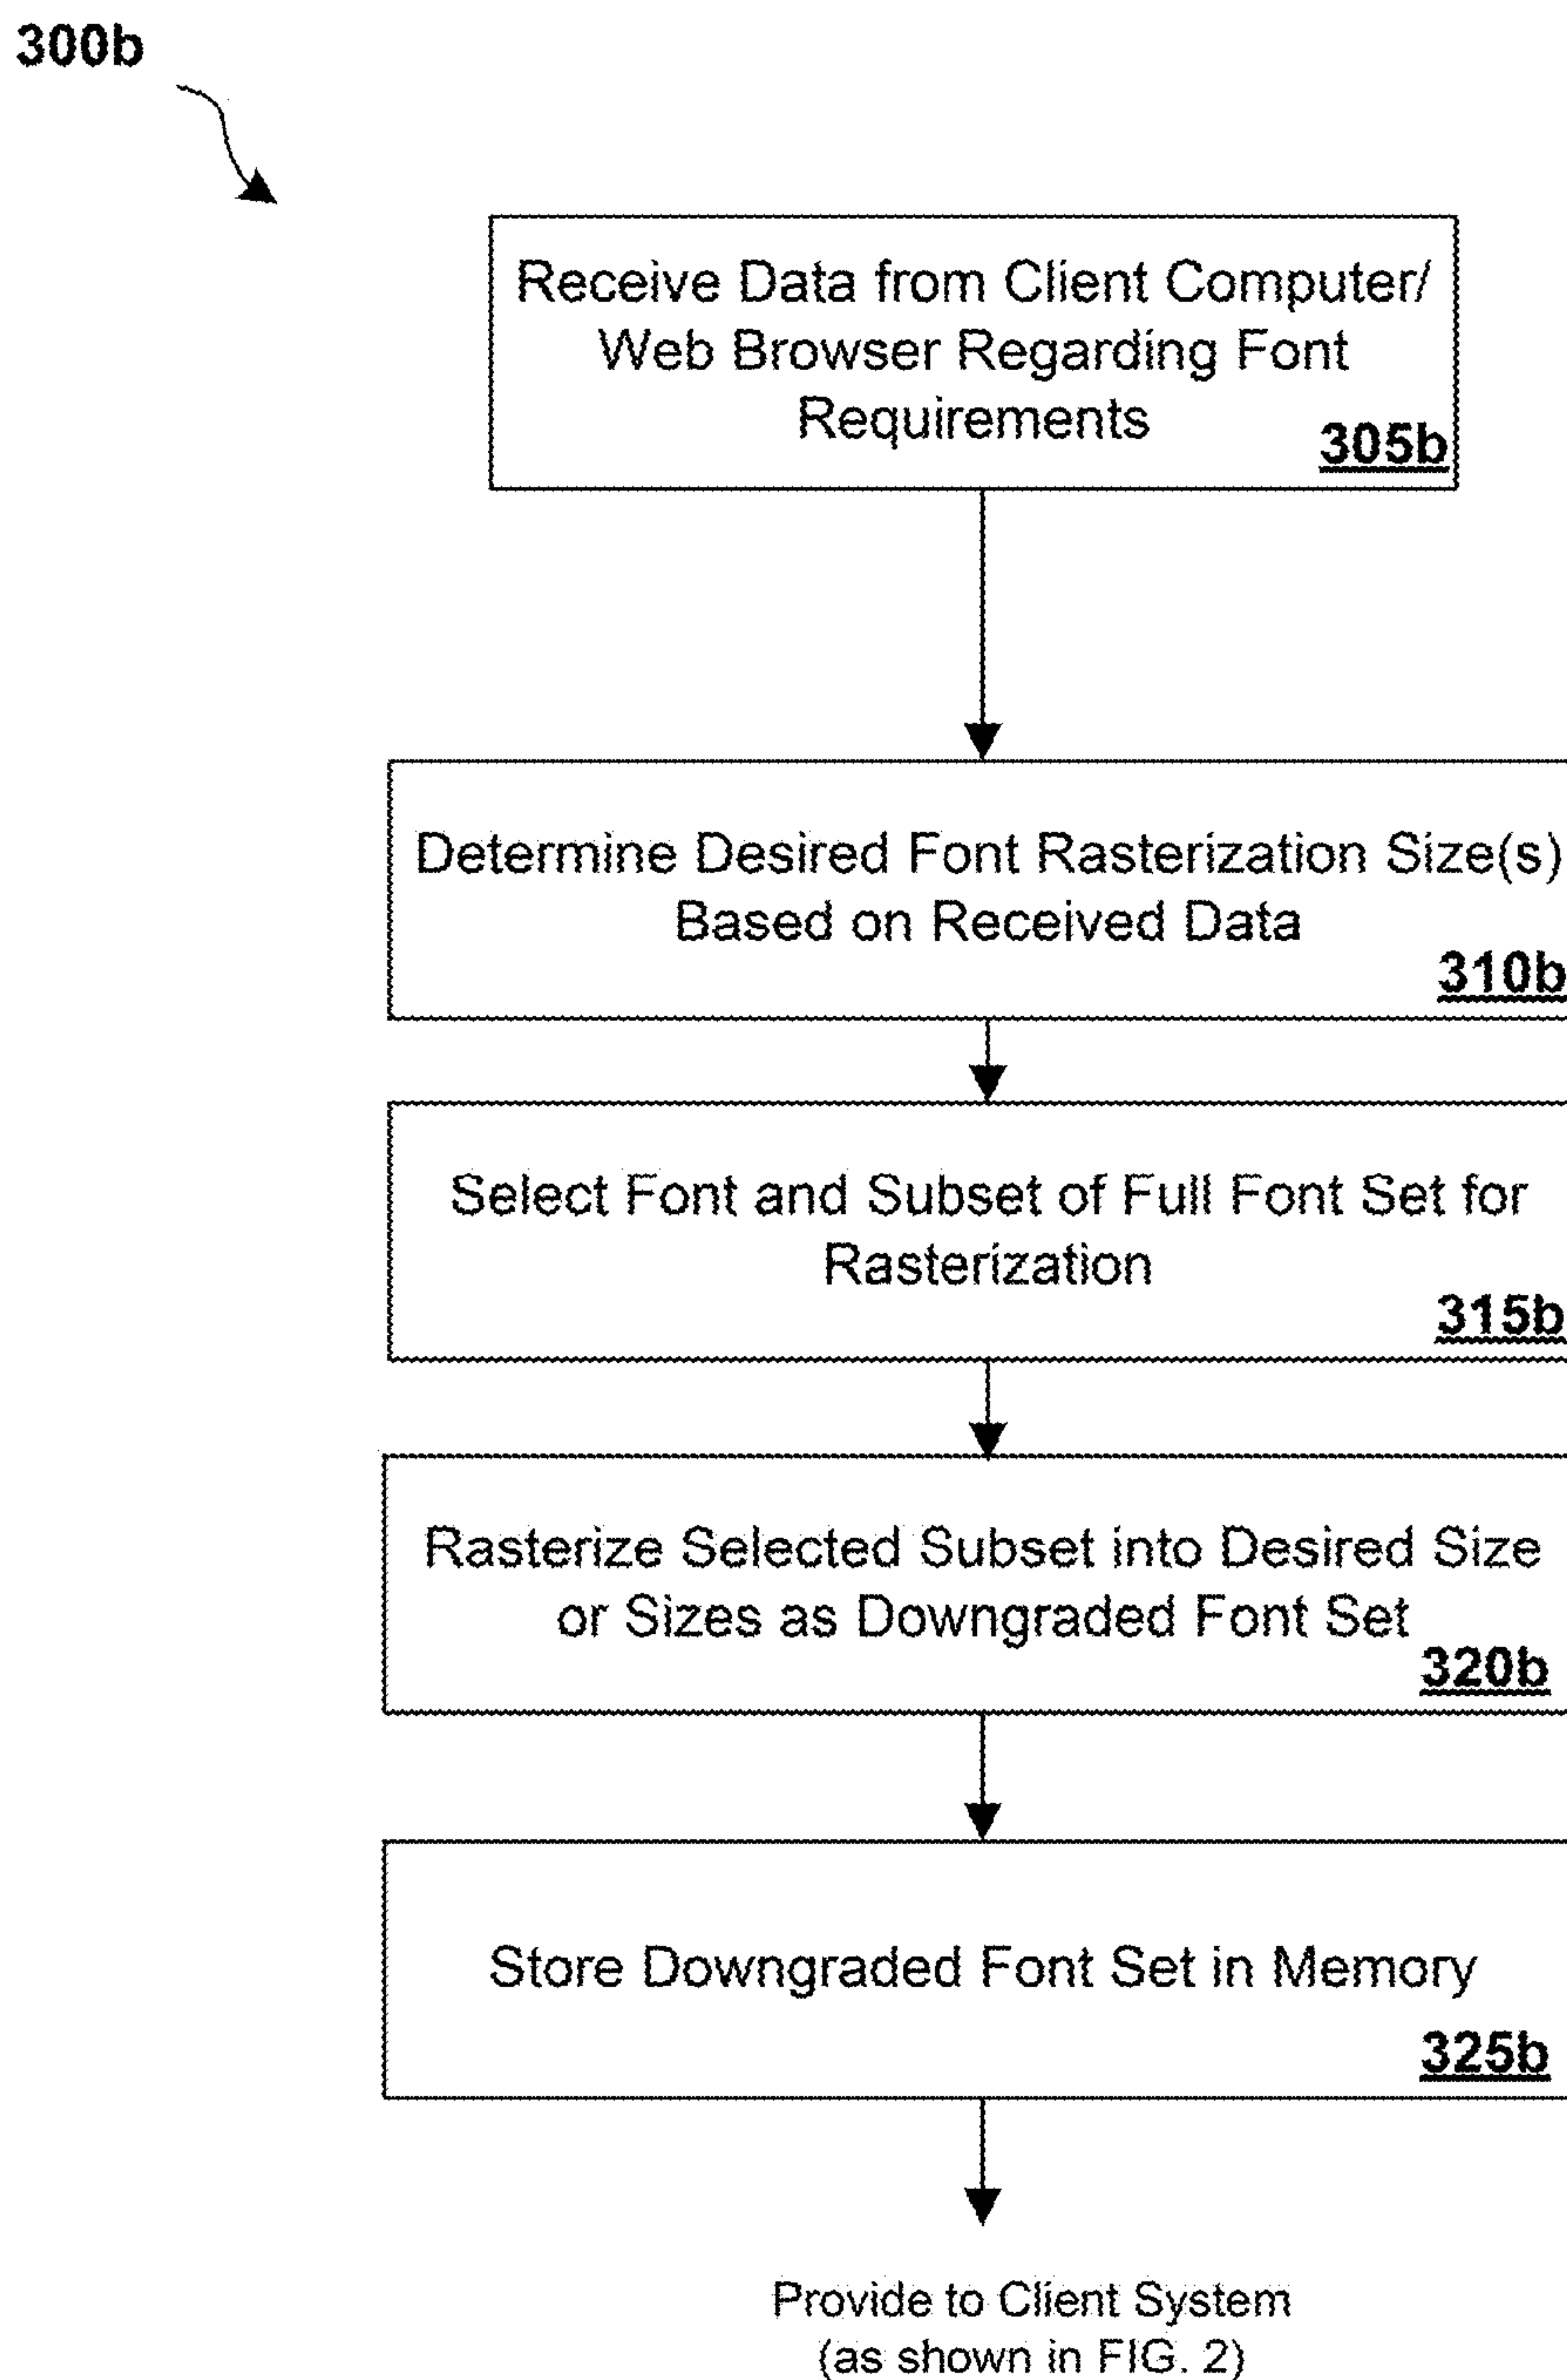 300b
Receive Data from Client Computer/
Web Browser Regarding Font
Requirements
305b
Determine Desired Font Rasterization Size(s)
Based on Received Data
310b
Select Font and Subset of Full Font Set for
Rasterization
315b
Rasterize Selected Subset into Desired Size
or Sizes as Downgraded Font Set
320b
Store Downgraded Font Set in Memory
325b
Provide to Client System
(as shown in FIG. 2)